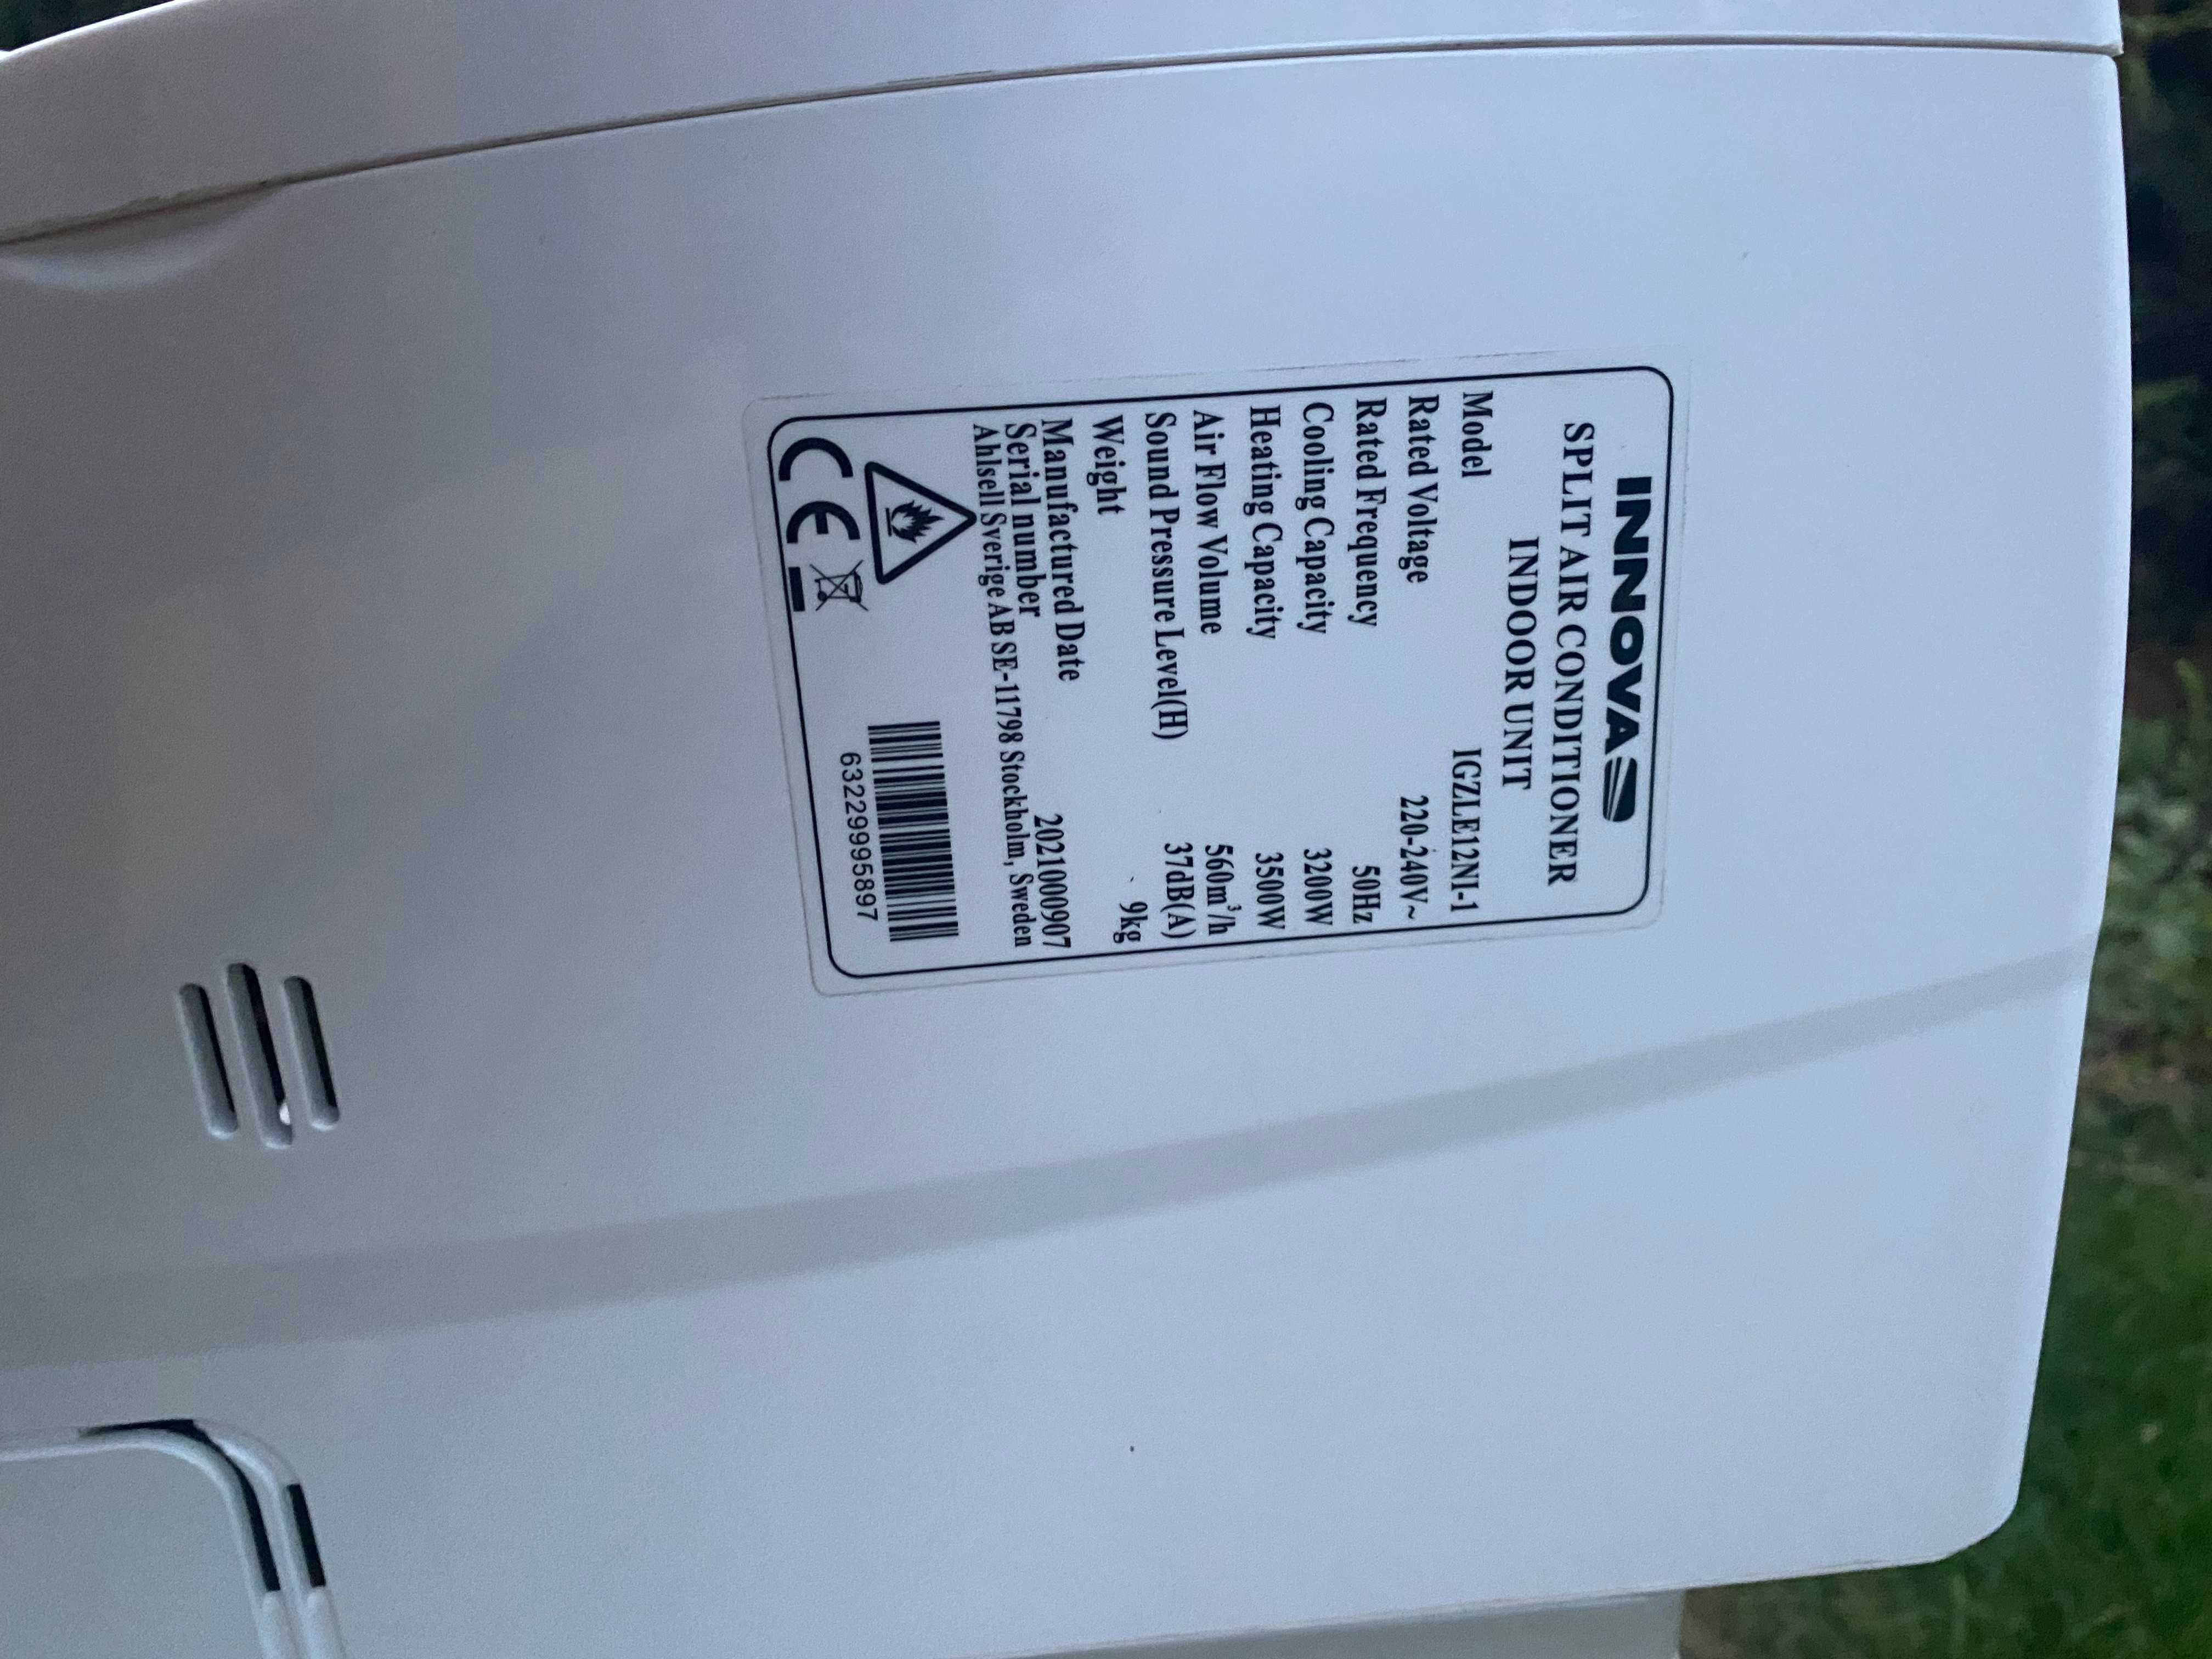 INNOVA
SPLIT AIR CONDITIONER
INDOOR UNIT
Model IGZLE12NI-1
Rated Voltage 220-240V~
Rated Frequency 50Hz
Cooling Capacity 3200W
Heating Capacity 3500W
Air Flow Volume 560m³/h
Sound Pressure Level(H) 37dB(A)
Weight 9kg
Manufactured Date
Serial number 2021000907
Ahlsell Sverige AB SE-11798 Stockholm, Sweden
CE
63229995897